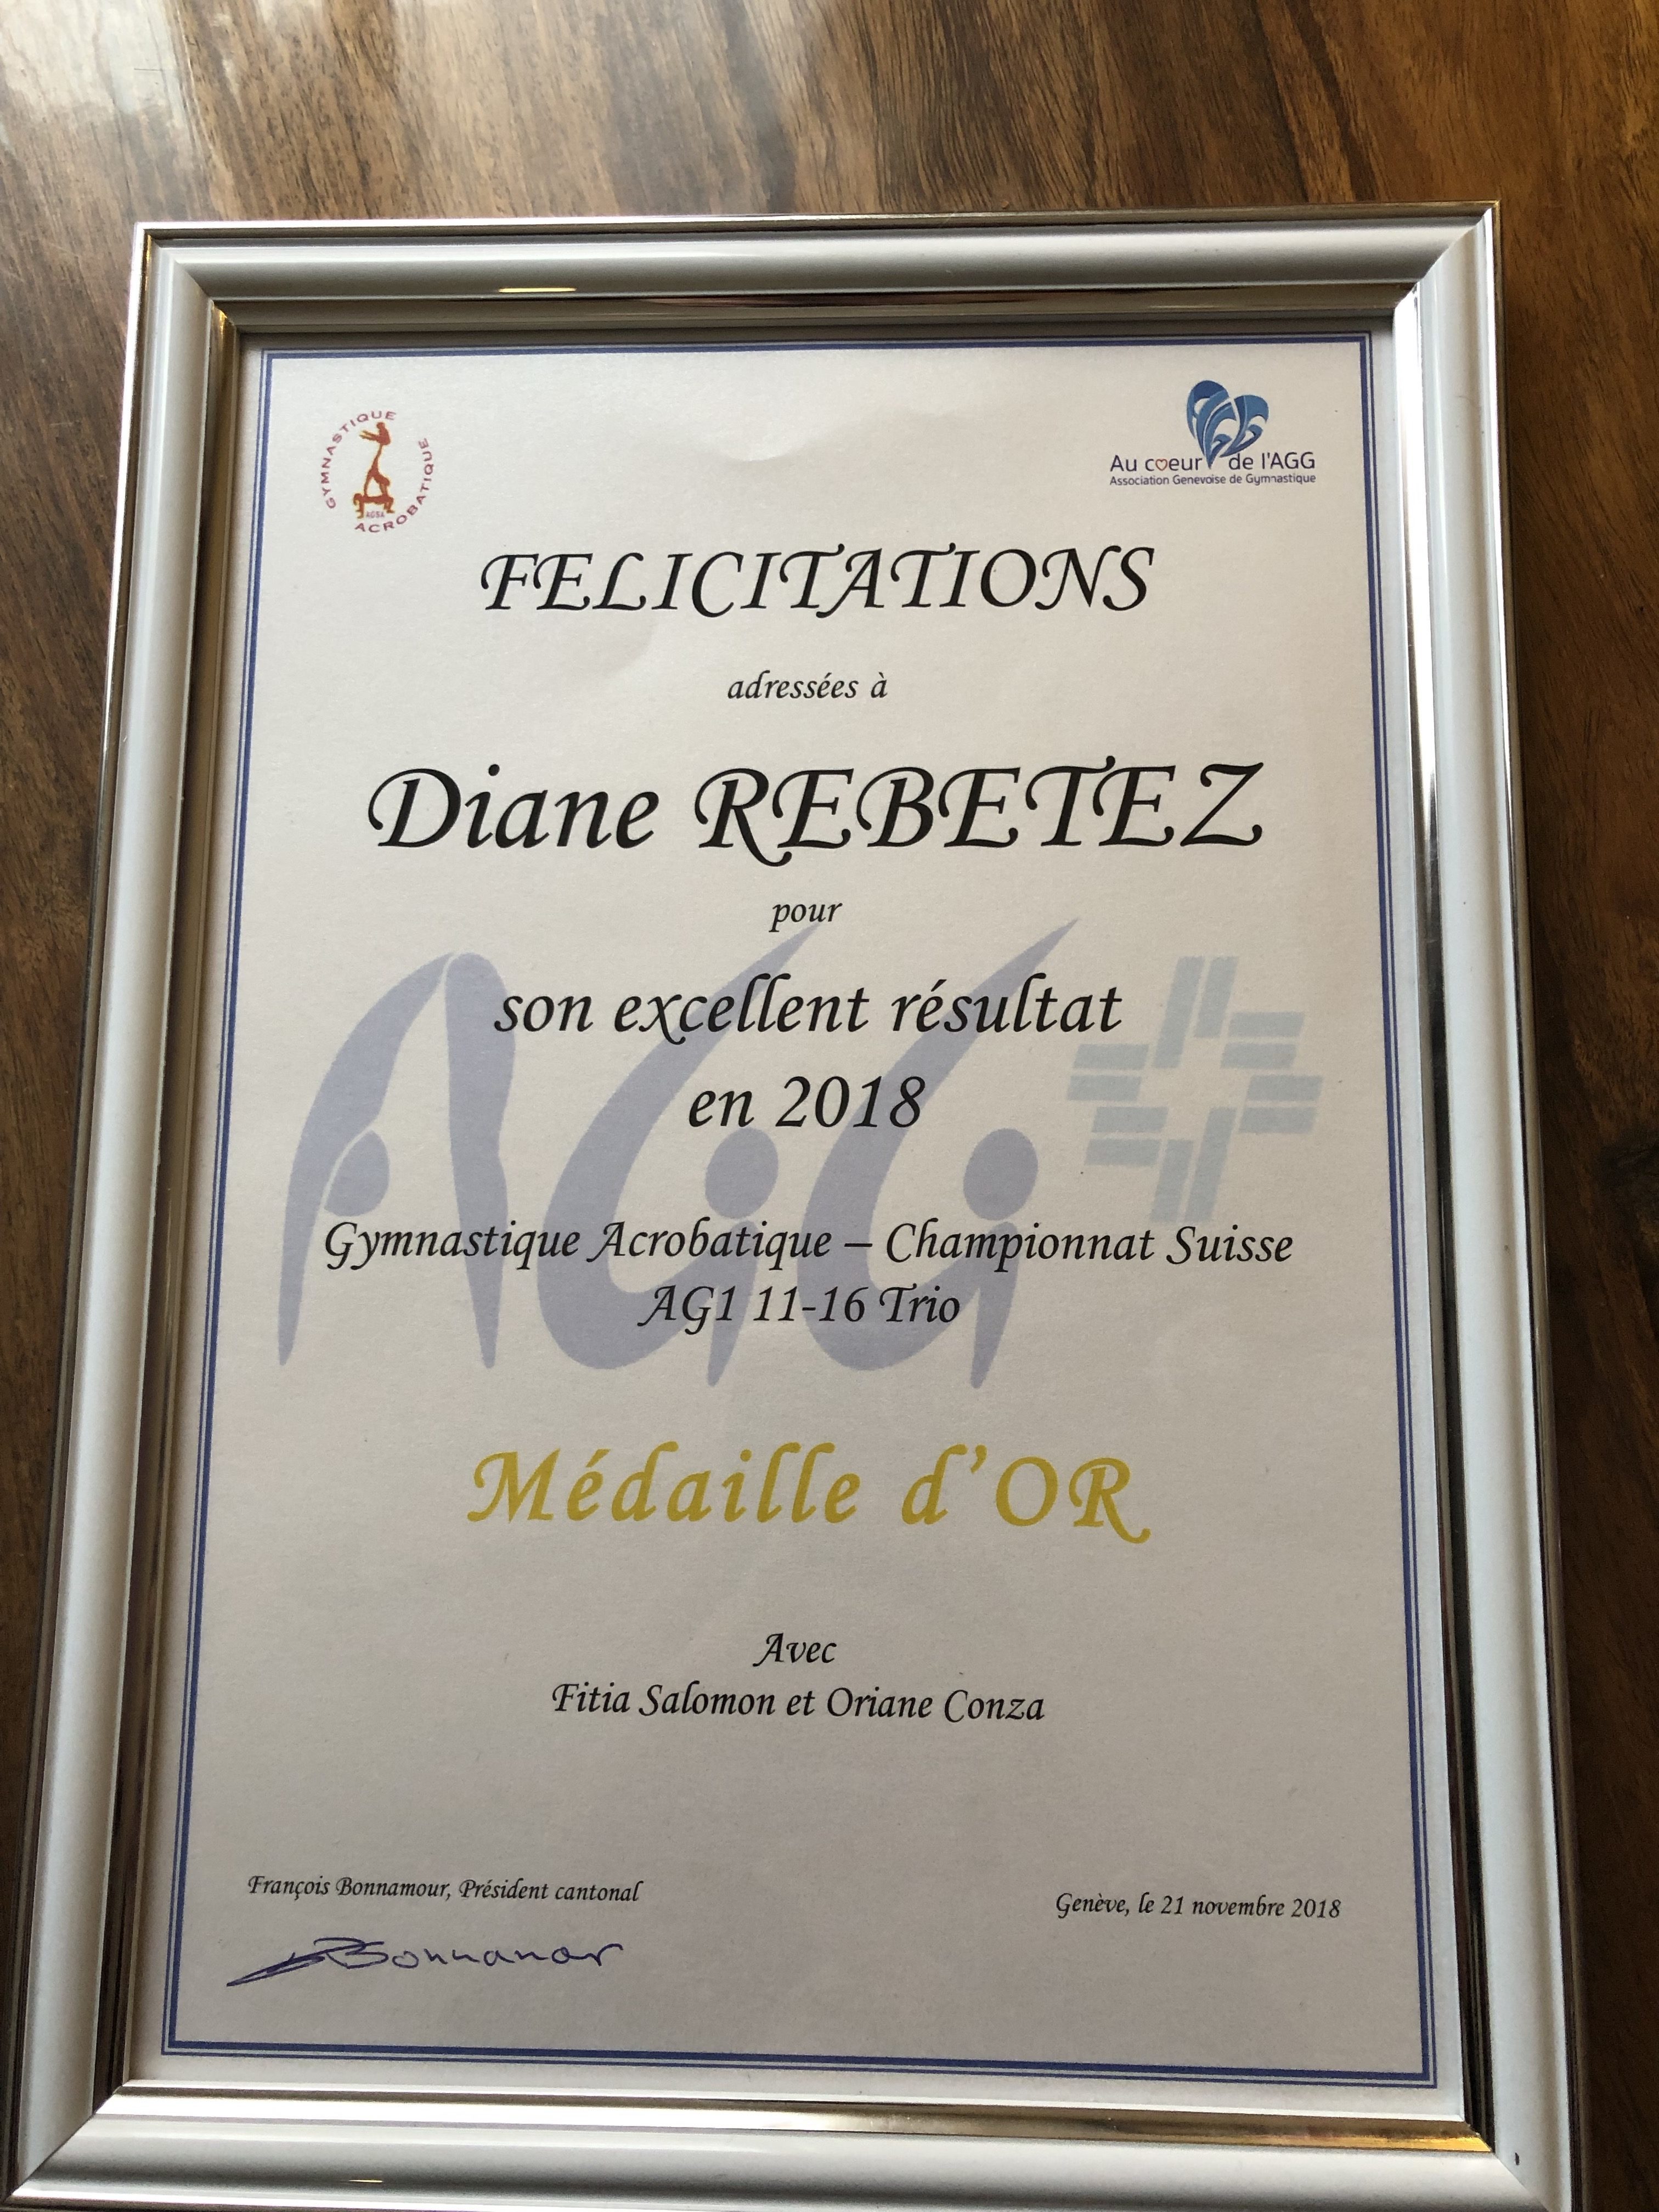 GYMNASTIQUE
ACROBATIQUE
Au coeur de l'AGG
Association Genevoise de Gymnastique
FELICITATIONS
adressées à
Diane REBETEZ
pour
son excellent résultat
en 2018
AGG
Gymnastique Acrobatique – Championnat Suisse
AG1 11-16 Trio
Médaille d'OR
Avec
Fitia Salomon et Oriane Conza
François Bonnamour, Président cantonal
Genève, le 21 novembre 2018